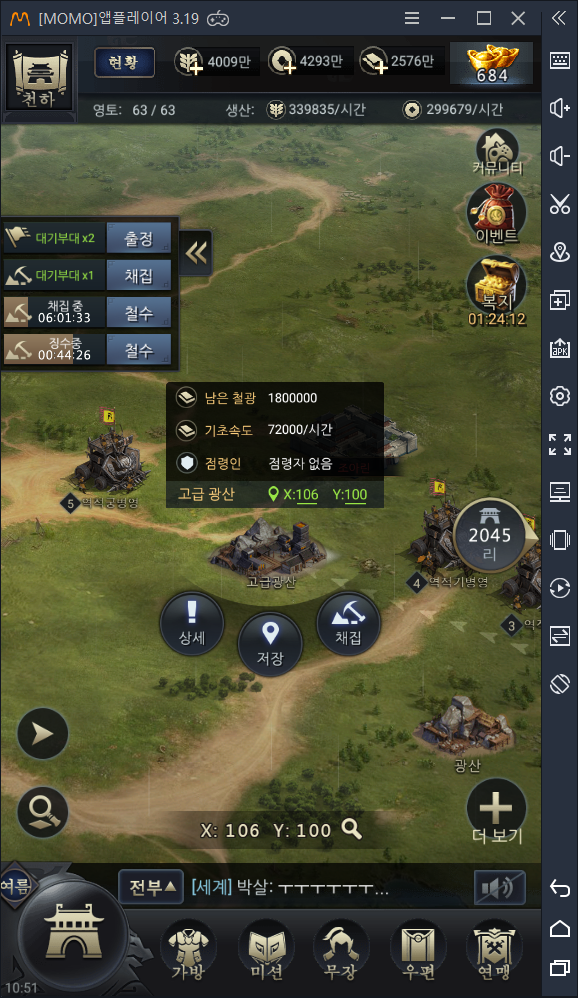 [MOMO]앱플레이어 3.19
천하
현황
4009만
4293만
2576만
684
영토: 63 / 63
생산: 339835/시간
299679/시간
커뮤니티
이벤트
복지
01:24:12
대기부대 x2
출정
대기부대 x1
채집
채집 중
06:01:33
철수
징수중
00:44:26
철수
남은 철광 1800000
기초속도 72000/시간
점령인 점령자 없음
고급 광산 X:106 Y:100
5 역적궁병영
2045
리
고급광산
4 역적기병영
3 역적
상세
저장
채집
광산
X: 106 Y: 100
더 보기
여름
전부
[세계] 박살: ㅜㅜㅜㅜㅜㅜ...
가방
미션
무장
우편
연맹
10:51
APK